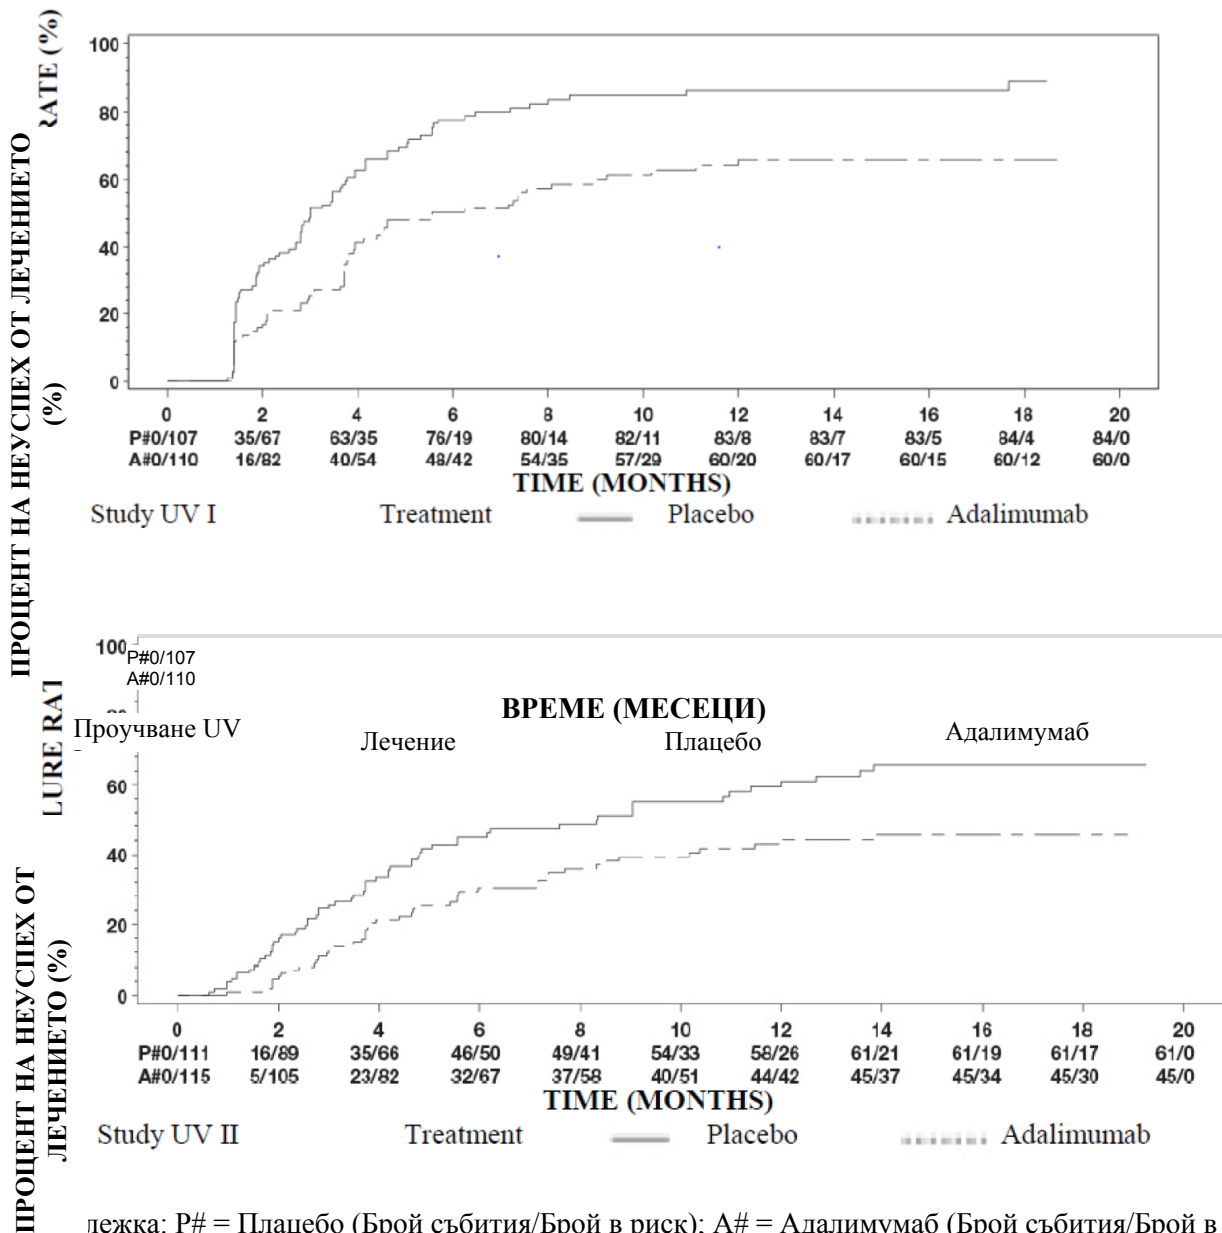 ПРОЦЕНТ НА НЕУСПЕХ ОТ ЛЕЧЕНИЕТО
(%)
(%)
100
80
60
40
20
0
0 2 4 6 8 10 12 14 16 18 20
P#0/107 35/67 63/35 76/19 80/14 82/11 83/8 83/7 83/5 84/4 84/0
A#0/110 16/82 40/54 48/42 54/35 57/29 60/20 60/17 60/15 60/12 60/0
TIME (MONTHS)
Study UV I Treatment Placebo Adalimumab
100
P#0/107
A#0/110
ВРЕМЕ (МЕСЕЦИ)
Проучване UV Лечение Плацебо Адалимумаб
ПРОЦЕНТ НА НЕУСПЕХ ОТ
ЛЕЧЕНИЕТО (%)
60
40
20
0
0 2 4 6 8 10 12 14 16 18 20
P#0/111 16/89 35/66 46/50 49/41 54/33 58/26 61/21 61/19 61/17 61/0
A#0/115 5/105 23/82 32/67 37/58 40/51 44/42 45/37 45/34 45/30 45/0
TIME (MONTHS)
Study UV II Treatment Placebo Adalimumab
P# = Плацебо (Брой събития/Брой в риск); A# = Адалимумаб (Брой събития/Брой в